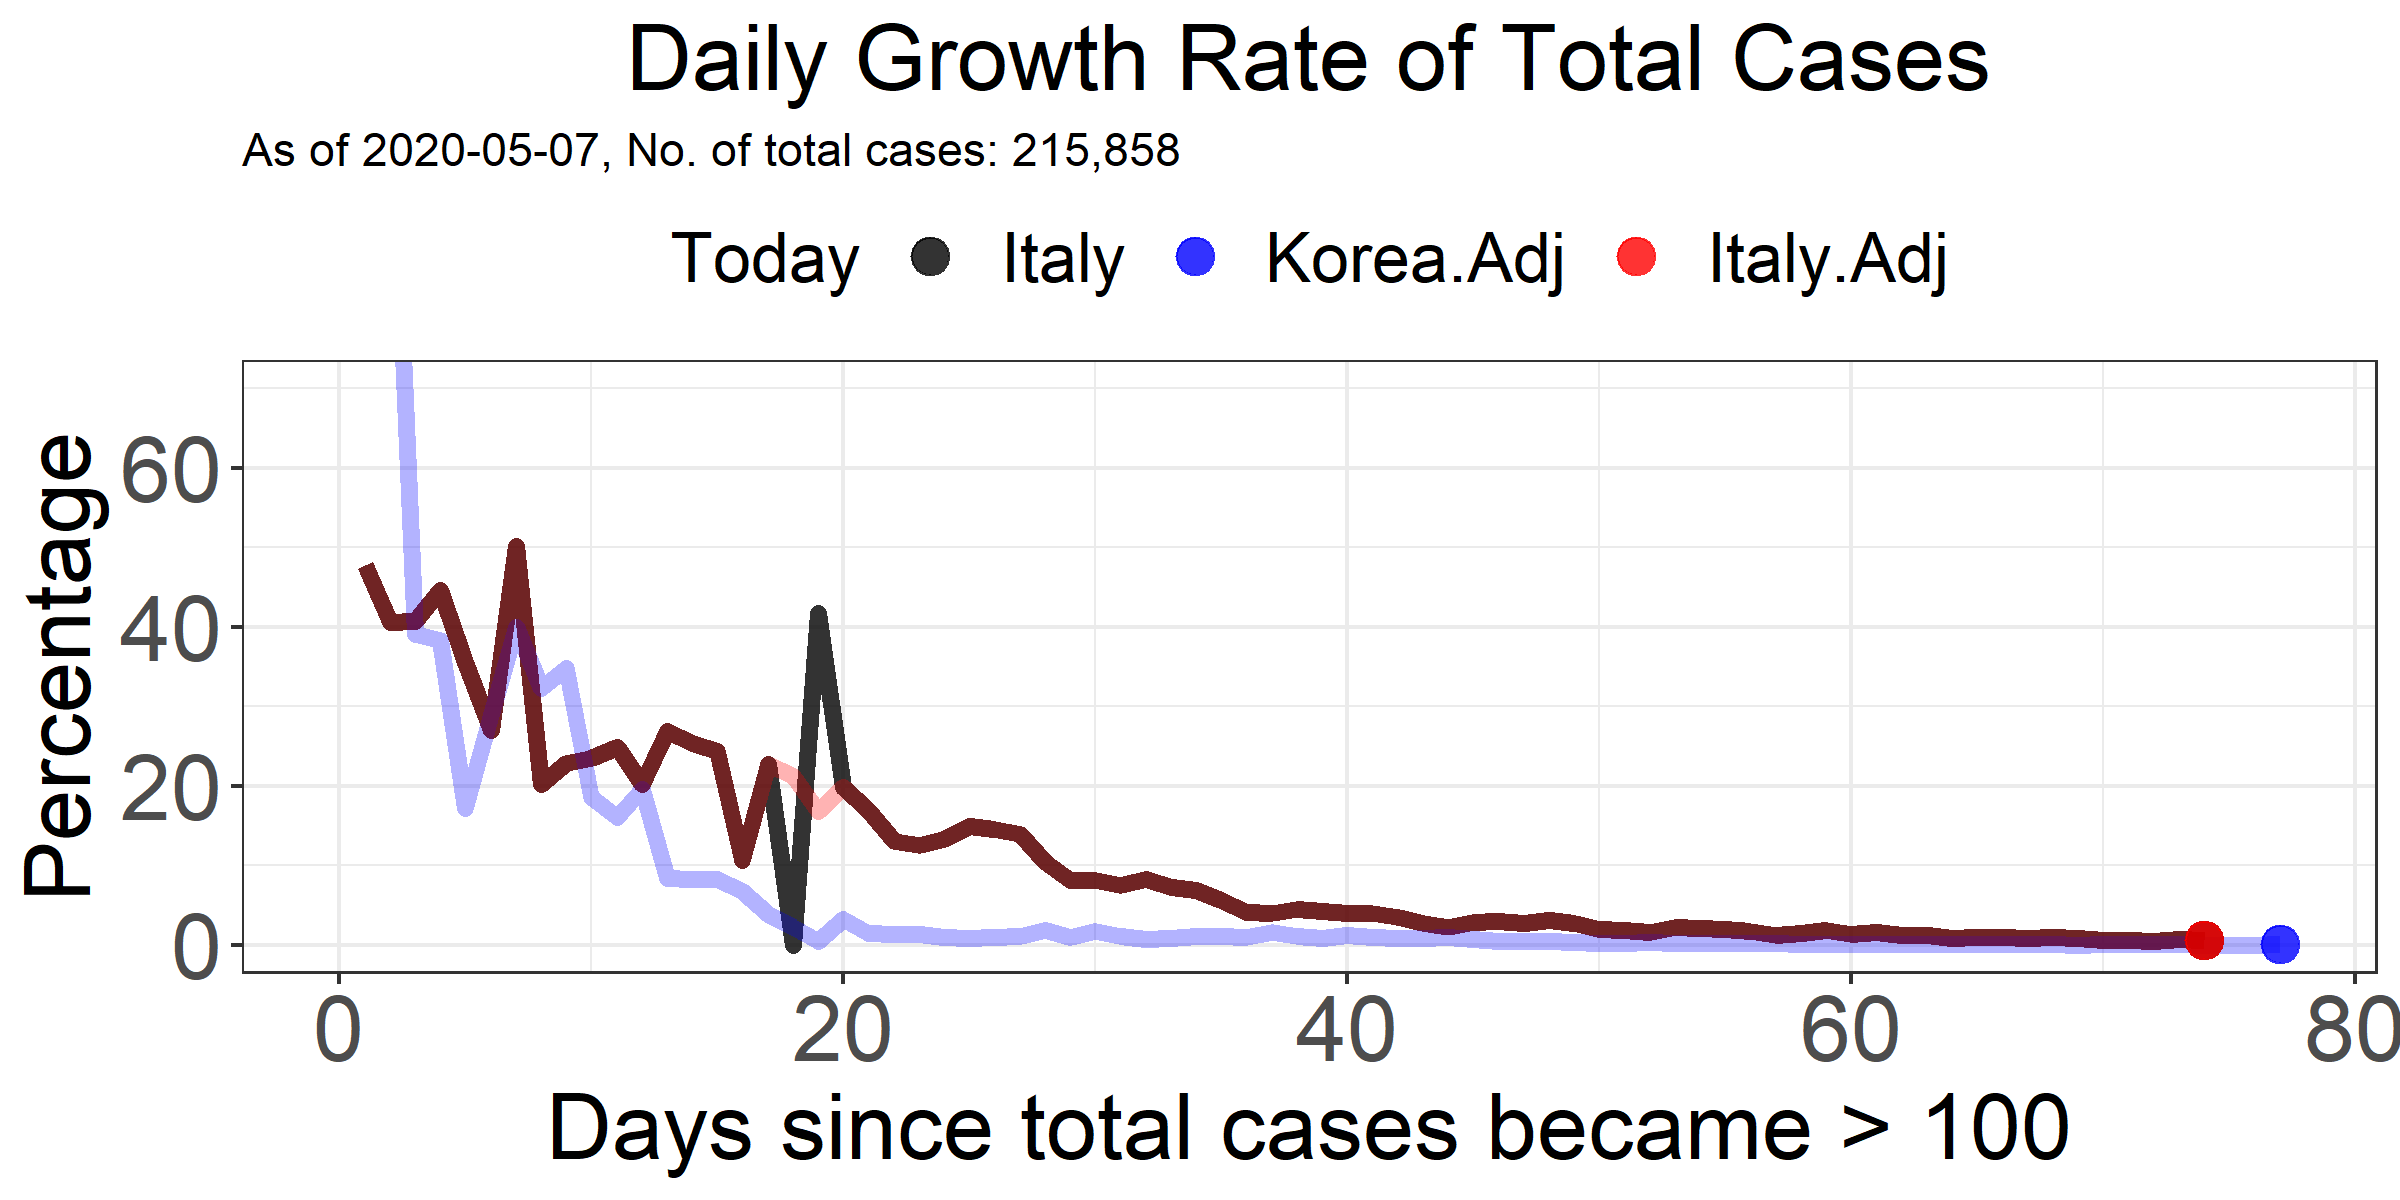 Daily Growth Rate of Total Cases
As of 2020-05-07, No. of total cases: 215,858
Today Italy Korea.Adj Italy.Adj
Percentage
60
40
20
0
0 20 40 60 80
Days since total cases became > 100